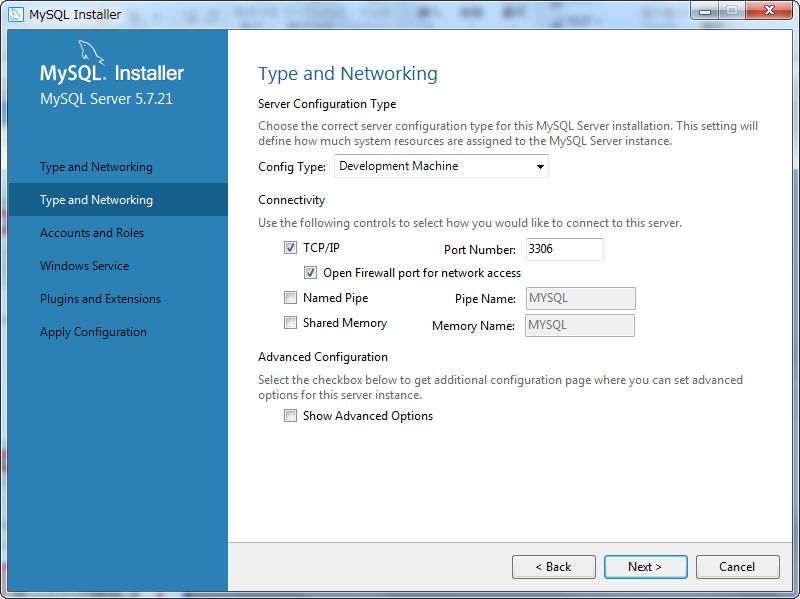 MySQL Installer
MySQL. Installer
MySQL Server 5.7.21
Type and Networking
Type and Networking
Accounts and Roles
Windows Service
Plugins and Extensions
Apply Configuration
Type and Networking
Server Configuration Type
Choose the correct server configuration type for this MySQL Server installation. This setting will
define how much system resources are assigned to the MySQL Server instance.
Config Type: Development Machine
Connectivity
Use the following controls to select how you would like to connect to this server.
TCP/IP Port Number: 3306
Open Firewall port for network access
Named Pipe Pipe Name: MYSQL
Shared Memory Memory Name: MYSQL
Advanced Configuration
Select the checkbox below to get additional configuration page where you can set advanced
options for this server instance.
Show Advanced Options
< Back Next > Cancel